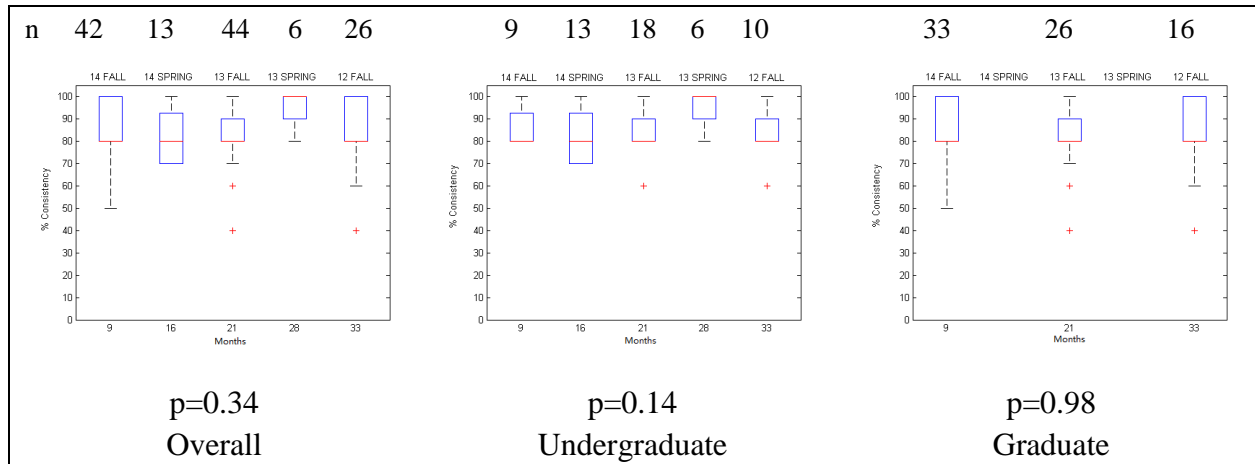 n 42 13 44 6 26 9 13 18 6 10 33 26 16
14 FALL 14 SPRING 13 FALL 13 SPRING 12 FALL
100
90
80
70
60
50
40
30
20
10
0
% Consistency
9 16 21 28 33
Months
14 FALL 14 SPRING 13 FALL 13 SPRING 12 FALL
100
90
80
70
60
50
40
30
20
10
0
% Consistency
9 16 21 28 33
Months
14 FALL 14 SPRING 13 FALL 13 SPRING 12 FALL
100
90
80
70
60
50
40
30
20
10
0
% Consistency
9 21 33
Months
p=0.34 p=0.14 p=0.98
Overall Undergraduate Graduate